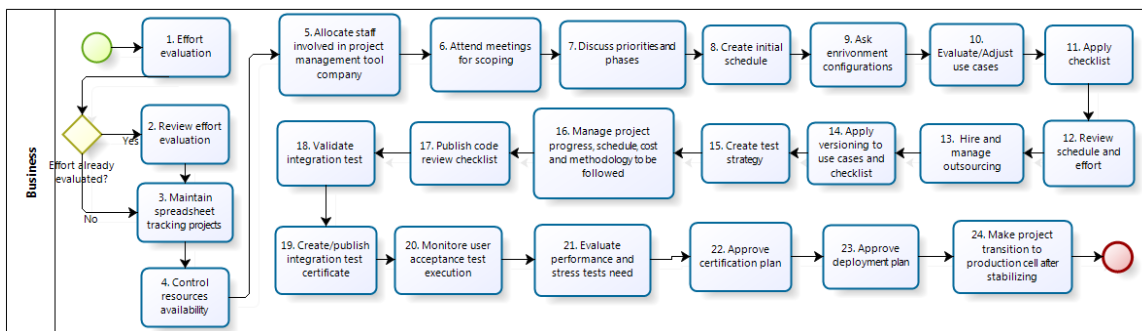 Business
1. Effort
evaluation
Effort already
evaluated?
Yes
No
2. Review effort
evaluation
3. Maintain
spreadsheet
tracking projects
4. Control
resources
availability
5. Allocate staff
involved in project
management tool
company
6. Attend meetings
for scoping
7. Discuss priorities and
phases
8. Create initial
schedule
9. Ask
enrivonment
configurations
10.
Evaluate/Adjust
use cases
11. Apply
checklist
12. Review
schedule and
effort
13. Hire and
manage
outsourcing
14. Apply
versioning to
use cases and
checklist
15. Create test
strategy
16. Manage project
progress, schedule, cost
and methodology to be
followed
17. Publish code
review checklist
18. Validate
integration test
19. Create/publish
integration test
certificate
20. Monitore user
acceptance test
execution
21. Evaluate
performance and
stress tests need
22. Approve
certification plan
23. Approve
deployment plan
24. Make project
transition to
production cell after
stabilizing